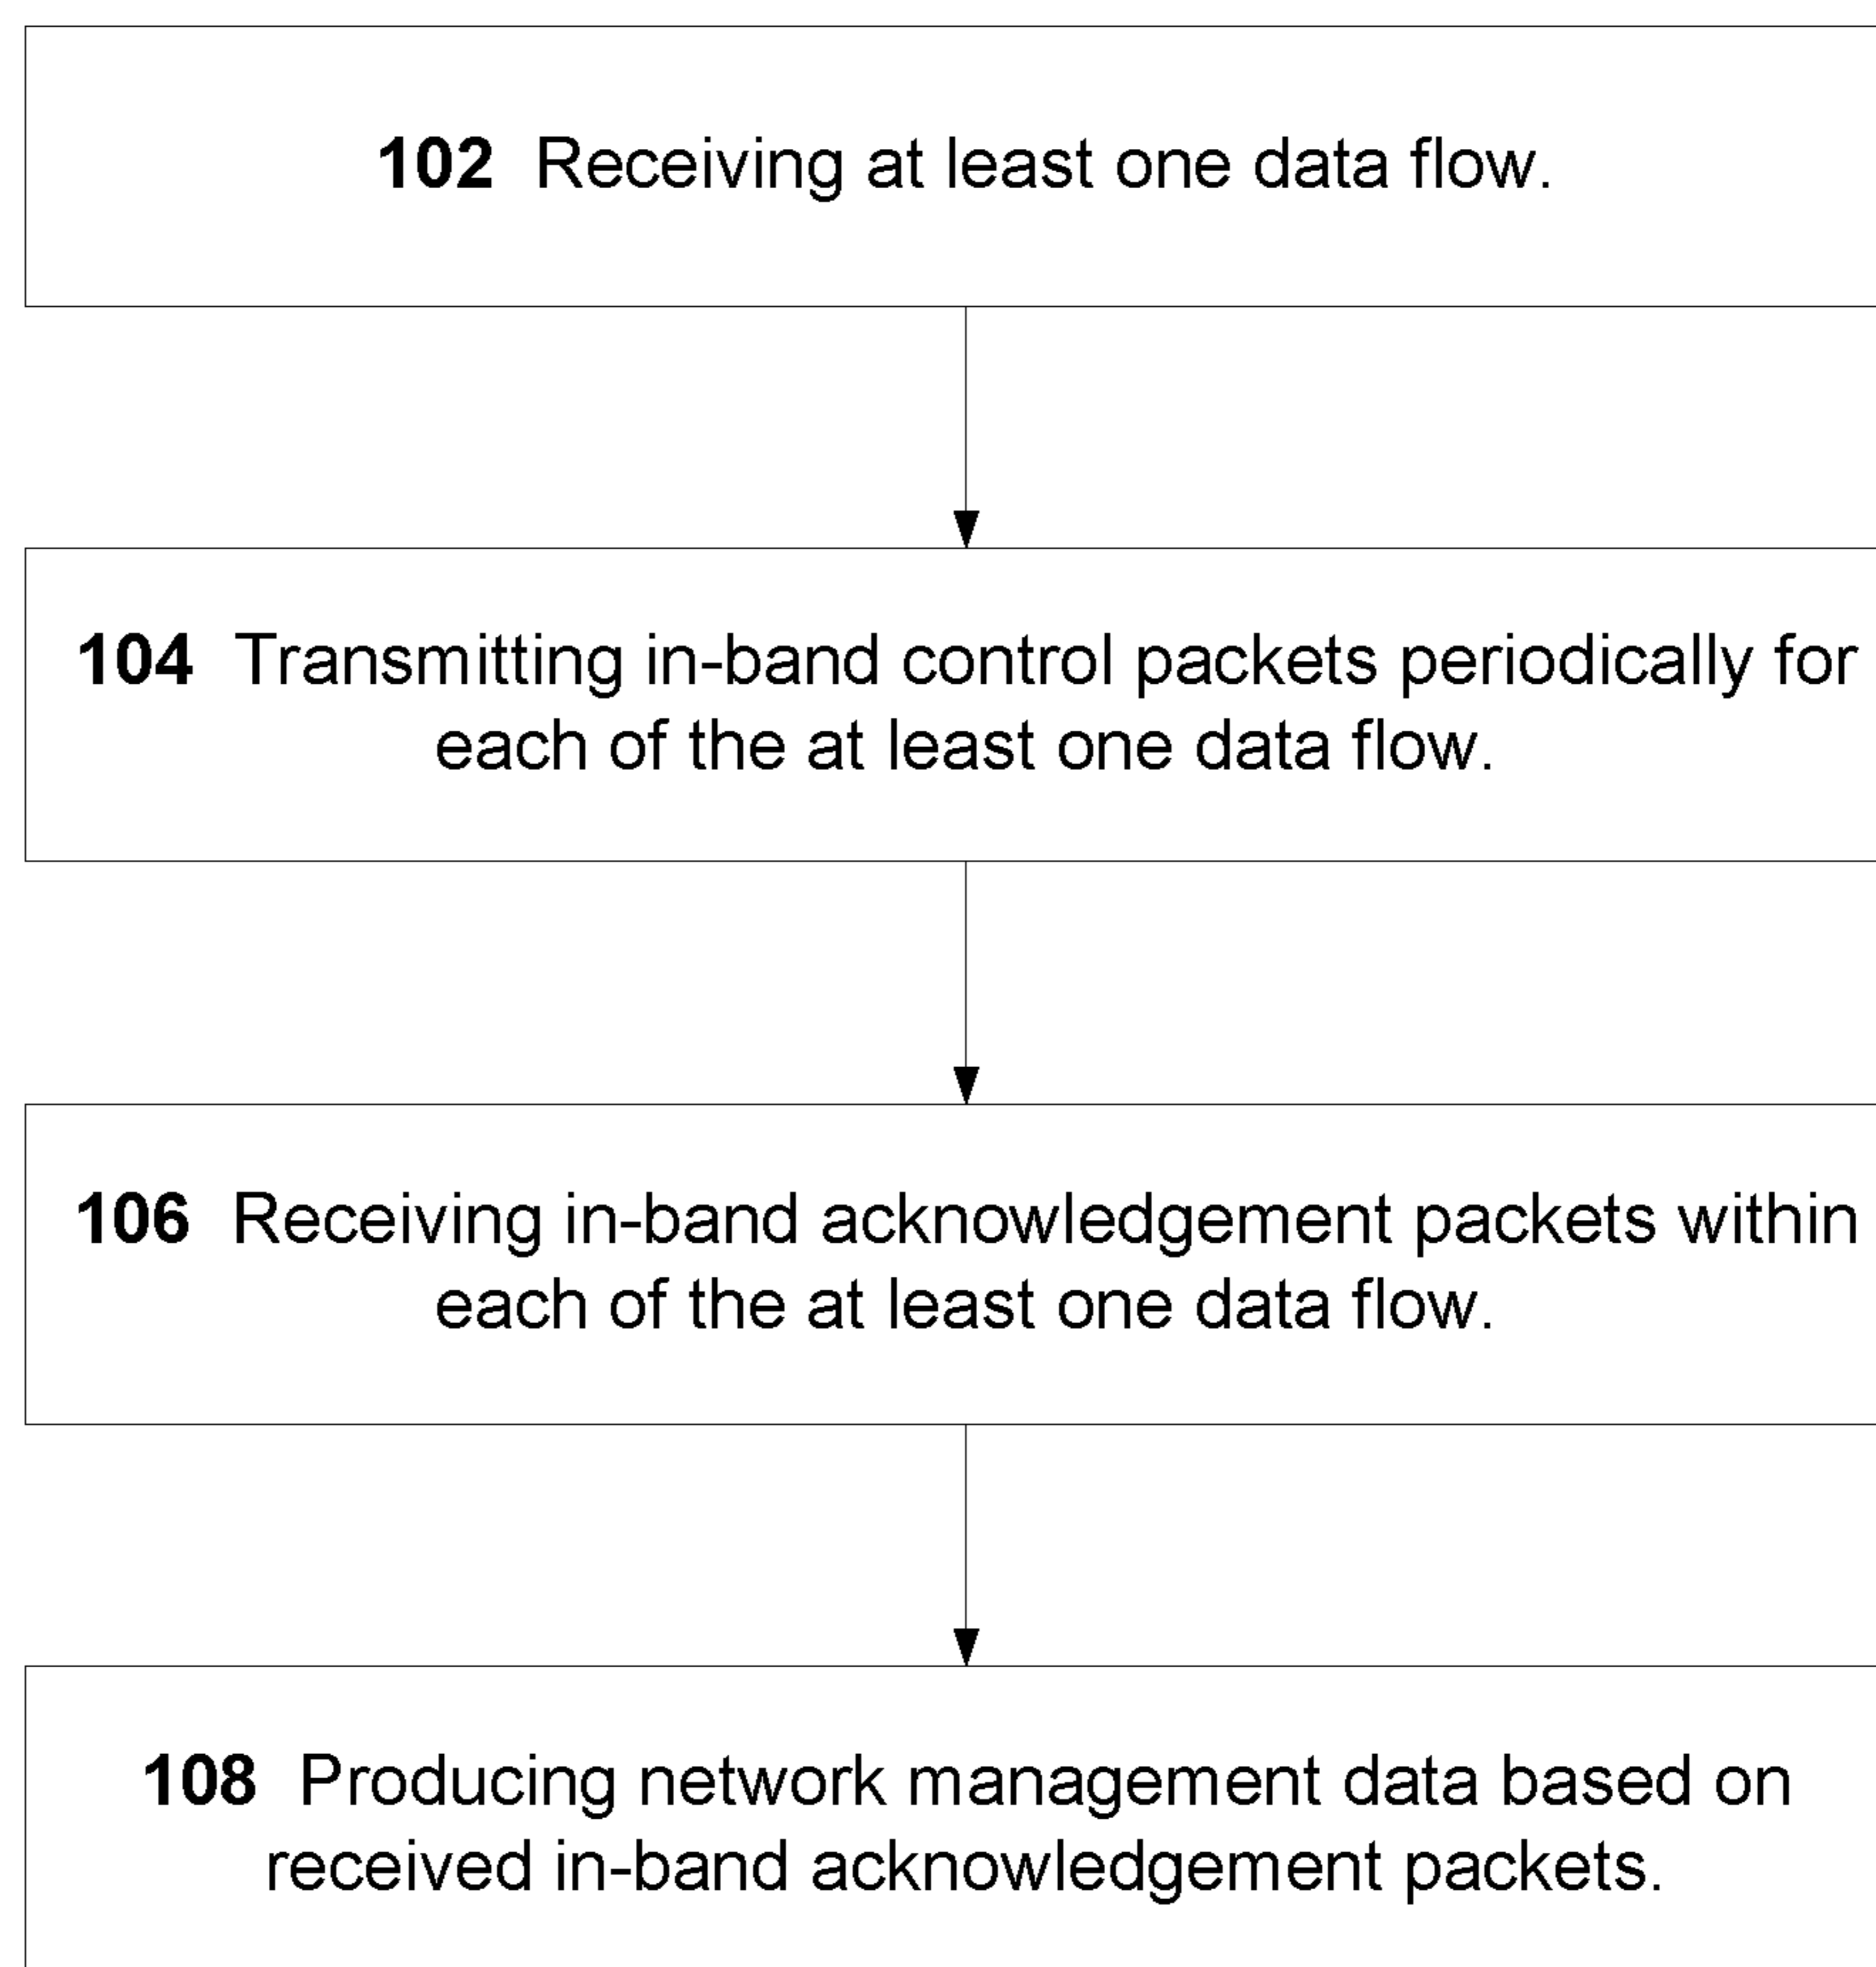 102 Receiving at least one data flow.
104 Transmitting in-band control packets periodically for
each of the at least one data flow.
106 Receiving in-band acknowledgement packets within
each of the at least one data flow.
108 Producing network management data based on
received in-band acknowledgement packets.